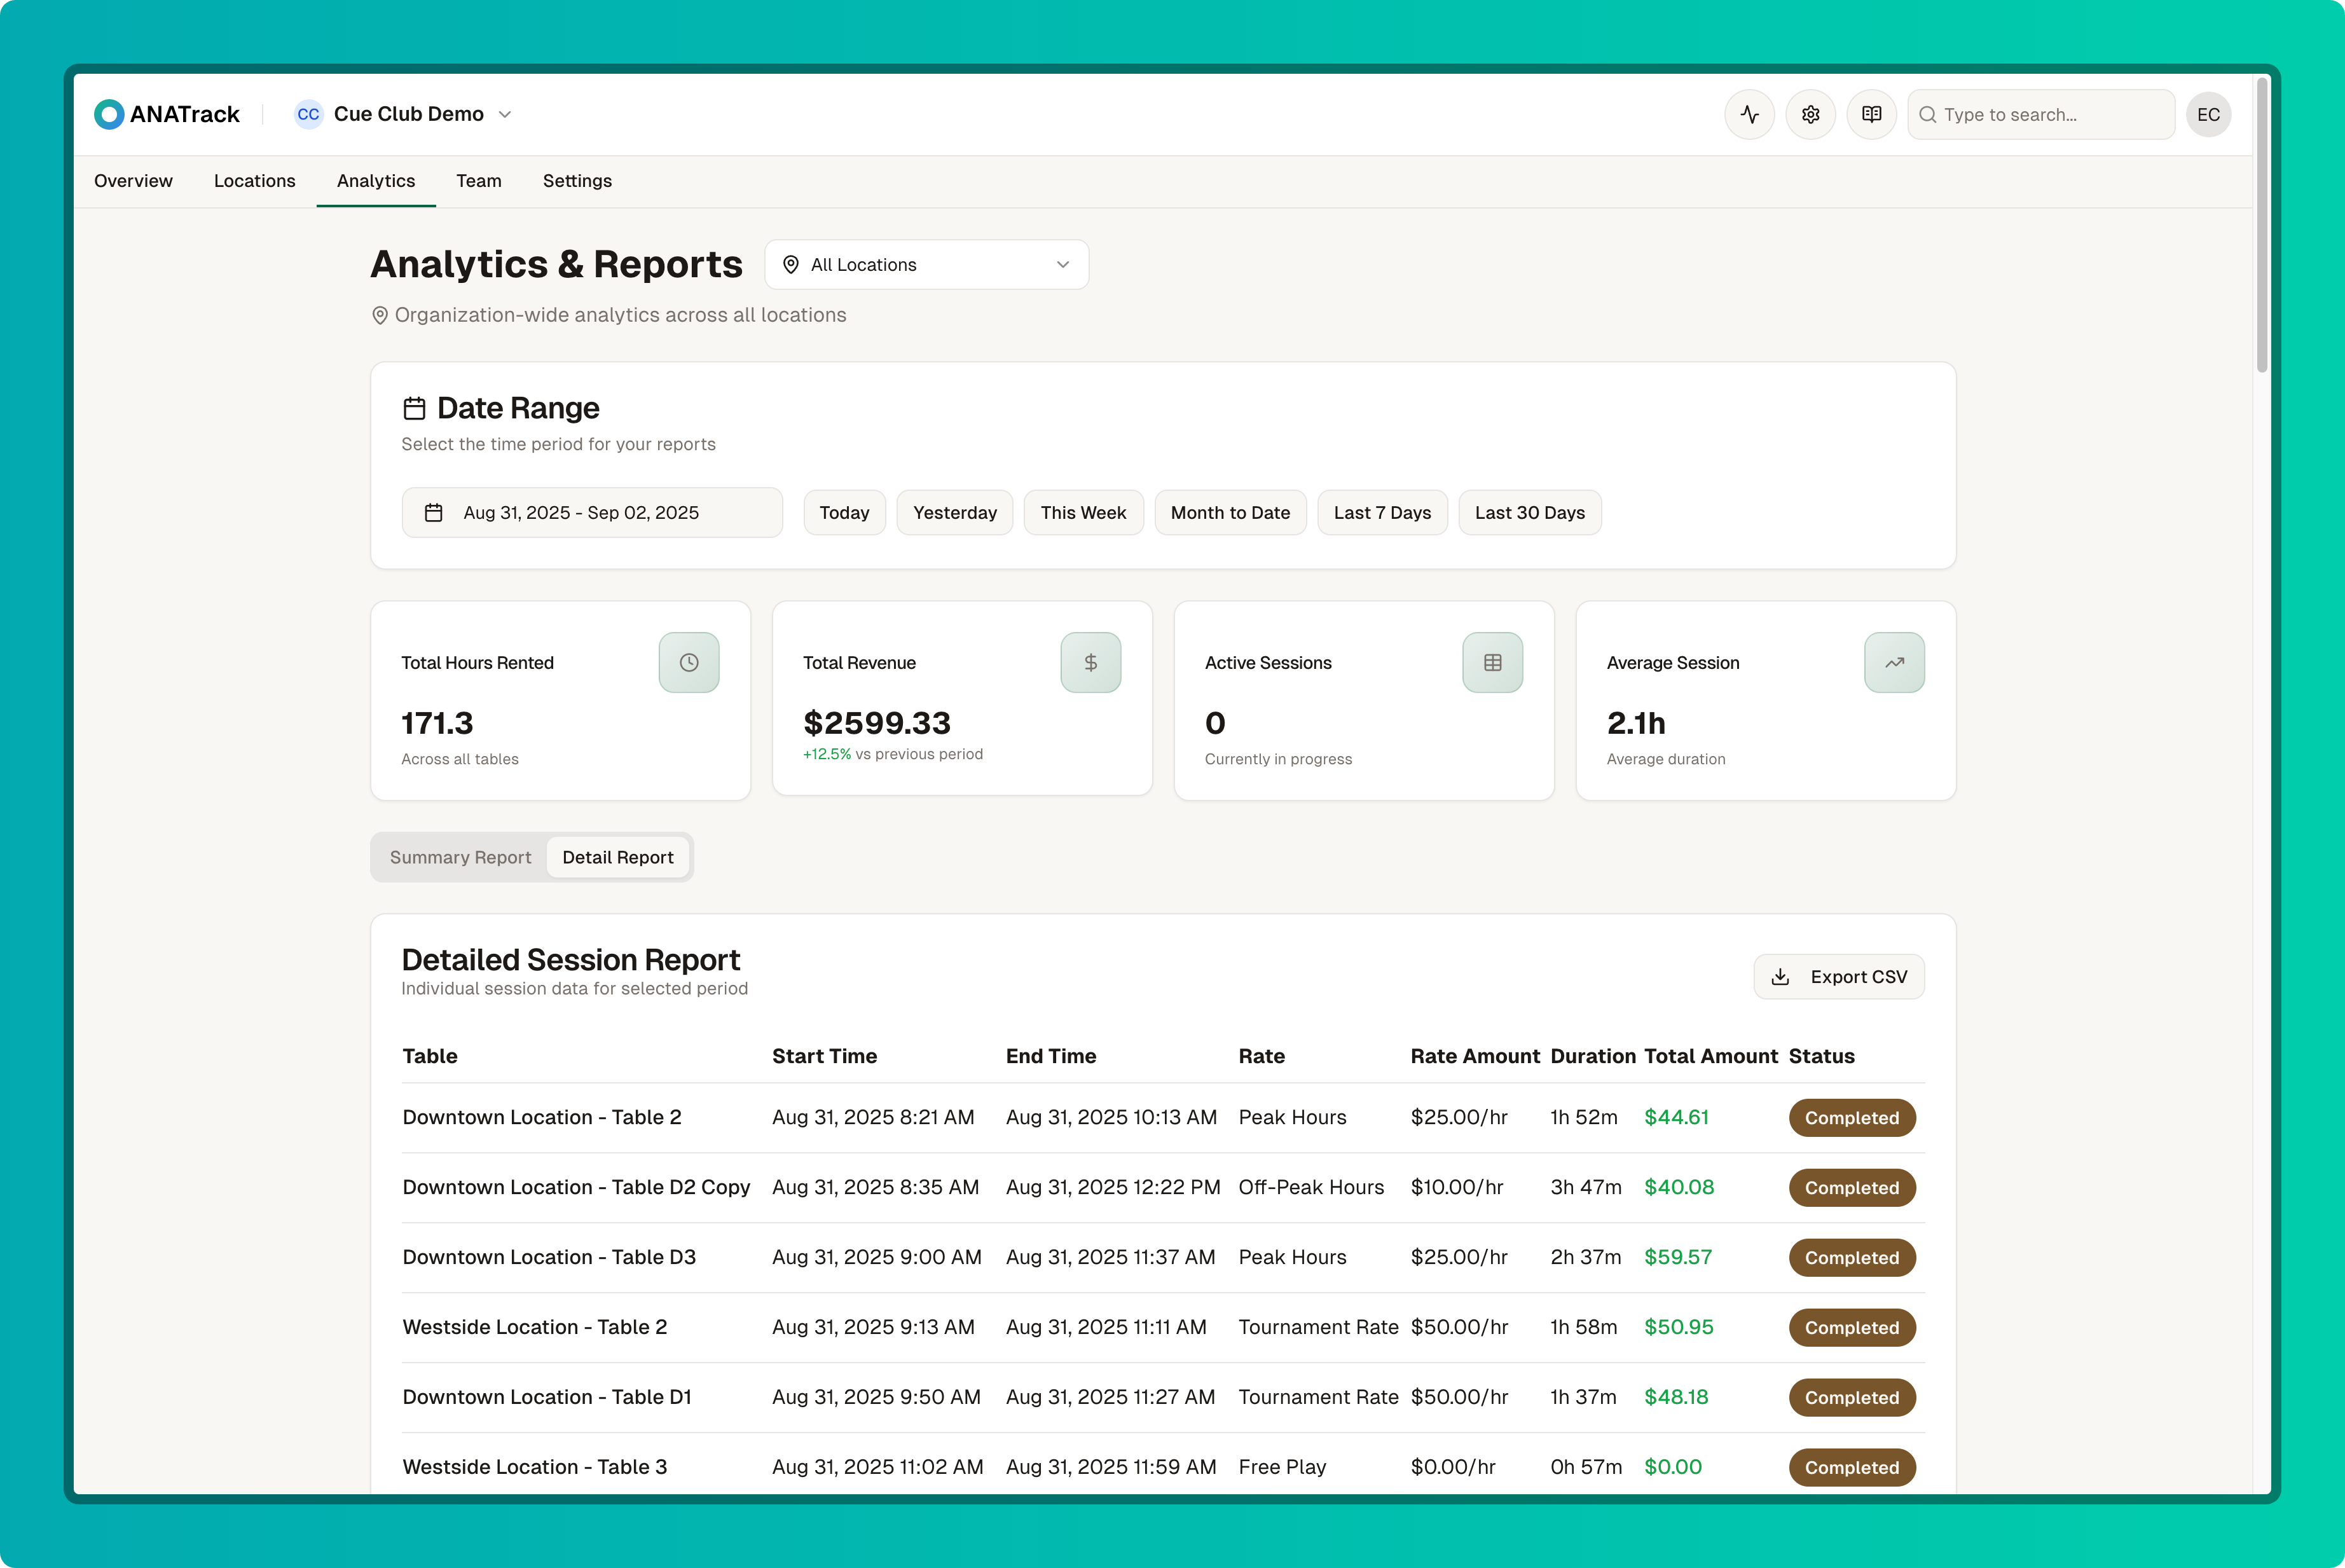 ANATrack
CC Cue Club Demo
Type to search...
EC
Overview Locations Analytics Team Settings
Analytics & Reports
All Locations
Organization-wide analytics across all locations
Date Range
Select the time period for your reports
Aug 31, 2025 - Sep 02, 2025 Today Yesterday This Week Month to Date Last 7 Days Last 30 Days
Total Hours Rented
171.3
Across all tables
Total Revenue
$2599.33
+12.5% vs previous period
Active Sessions
0
Currently in progress
Average Session
2.1h
Average duration
Summary Report Detail Report
Detailed Session Report
Individual session data for selected period
Export CSV
Table Start Time End Time Rate Rate Amount Duration Total Amount Status
Downtown Location - Table 2 Aug 31, 2025 8:21 AM Aug 31, 2025 10:13 AM Peak Hours $25.00/hr 1h 52m $44.61 Completed
Downtown Location - Table D2 Copy Aug 31, 2025 8:35 AM Aug 31, 2025 12:22 PM Off-Peak Hours $10.00/hr 3h 47m $40.08 Completed
Downtown Location - Table D3 Aug 31, 2025 9:00 AM Aug 31, 2025 11:37 AM Peak Hours $25.00/hr 2h 37m $59.57 Completed
Westside Location - Table 2 Aug 31, 2025 9:13 AM Aug 31, 2025 11:11 AM Tournament Rate $50.00/hr 1h 58m $50.95 Completed
Downtown Location - Table D1 Aug 31, 2025 9:50 AM Aug 31, 2025 11:27 AM Tournament Rate $50.00/hr 1h 37m $48.18 Completed
Westside Location - Table 3 Aug 31, 2025 11:02 AM Aug 31, 2025 11:59 AM Free Play $0.00/hr 0h 57m $0.00 Completed